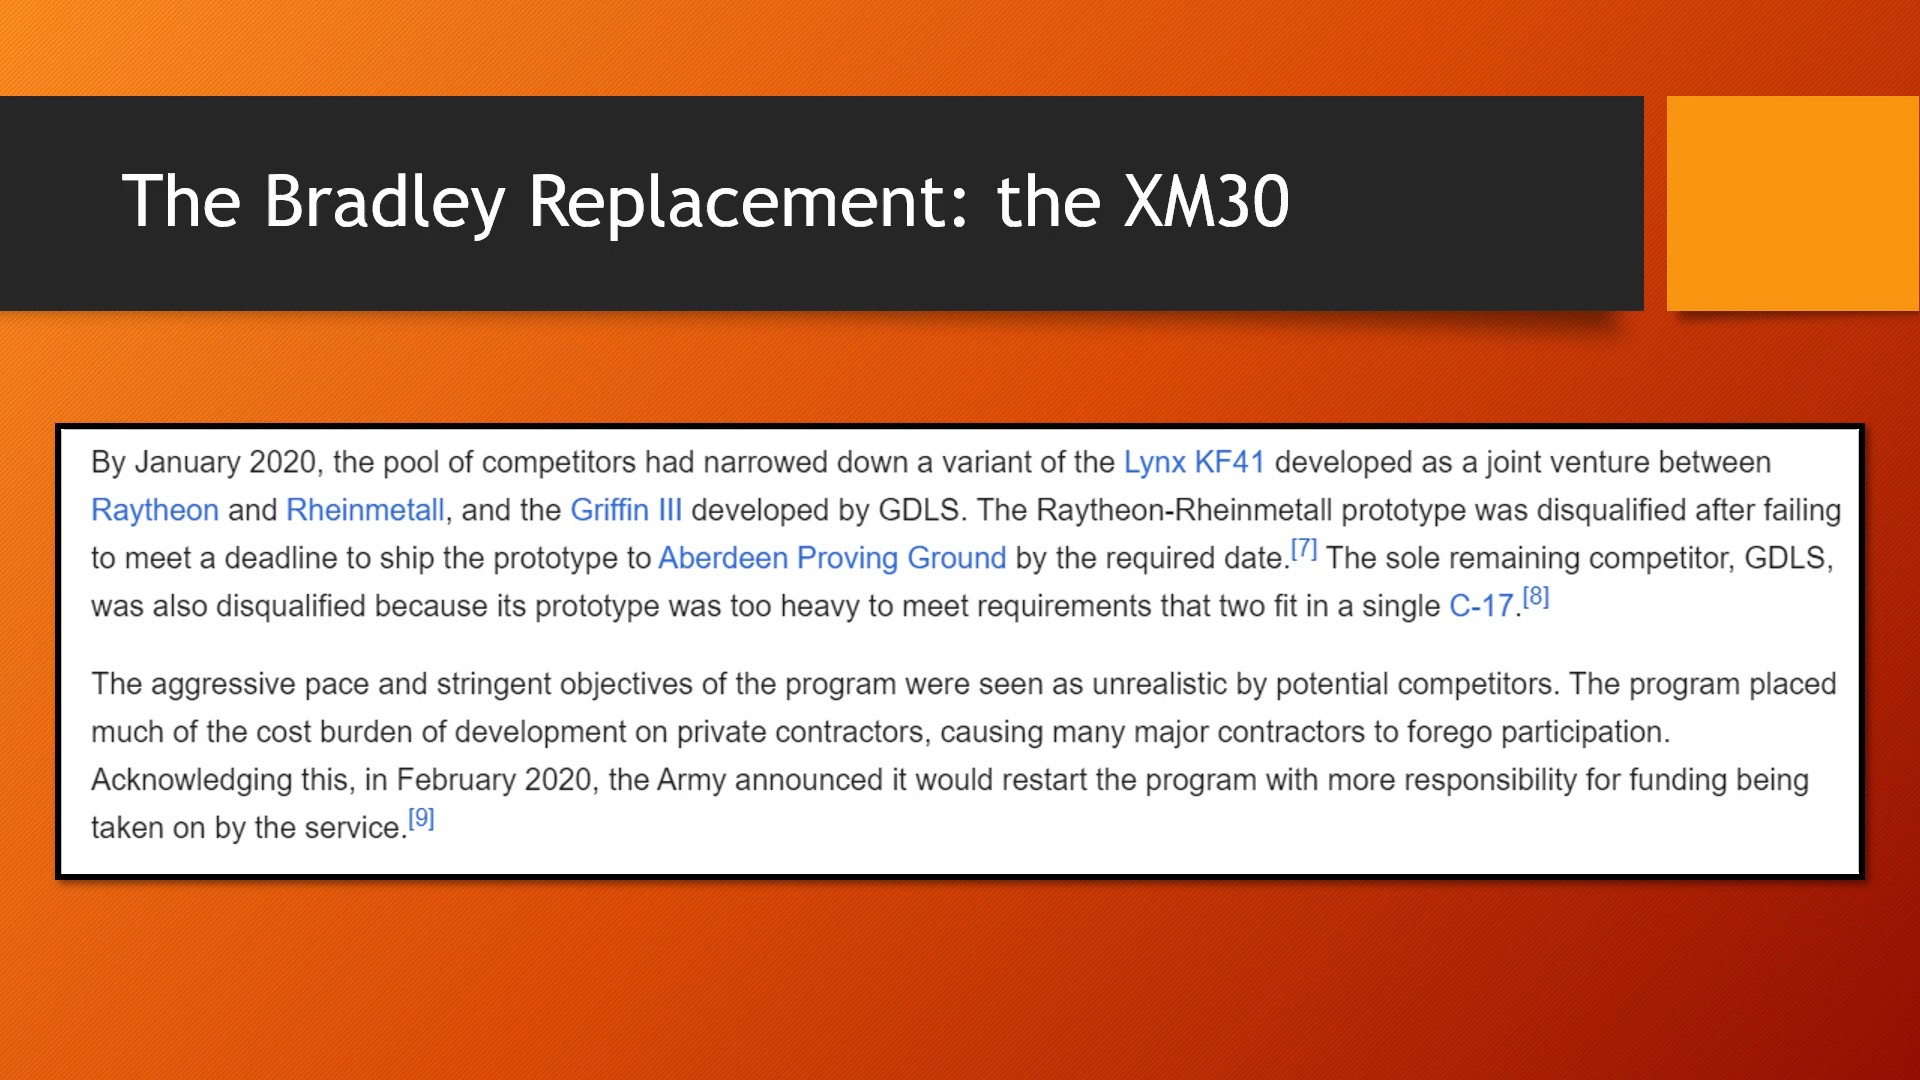 The Bradley Replacement: the XM30
By January 2020, the pool of competitors had narrowed down a variant of the Lynx KF41 developed as a joint venture between
Raytheon and Rheinmetall, and the Griffin III developed by GDLS. The Raytheon-Rheinmetall prototype was disqualified after failing
to meet a deadline to ship the prototype to Aberdeen Proving Ground by the required date.[7] The sole remaining competitor, GDLS,
was also disqualified because its prototype was too heavy to meet requirements that two fit in a single C-17.[8]
The aggressive pace and stringent objectives of the program were seen as unrealistic by potential competitors. The program placed
much of the cost burden of development on private contractors, causing many major contractors to forego participation.
Acknowledging this, in February 2020, the Army announced it would restart the program with more responsibility for funding being
taken on by the service.[9]